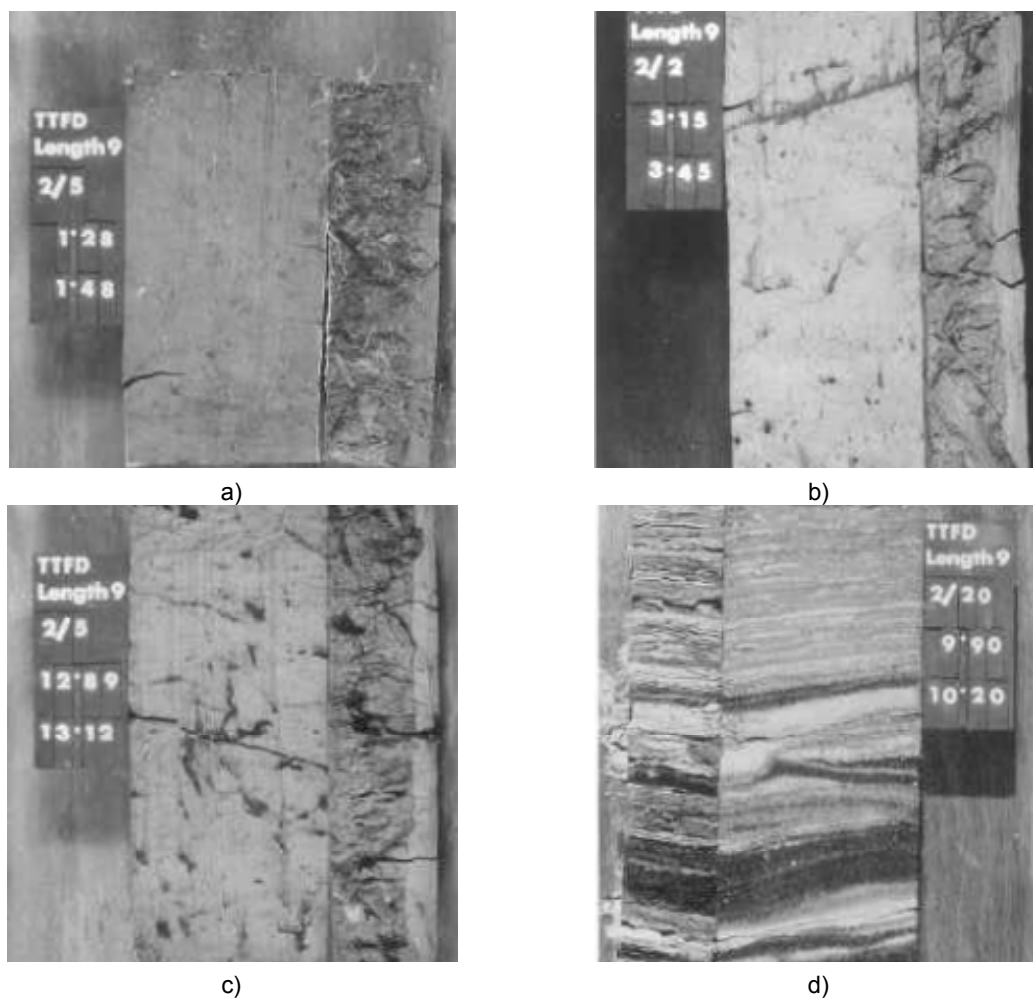 TTFD
Length 9
2/5
1·28
1·48
a)
Length 9
2/2
3·15
3·45
b)
TTFD
Length 9
2/5
12·89
13·12
c)
TTFD
Length 9
2/20
9·90
10·20
d)